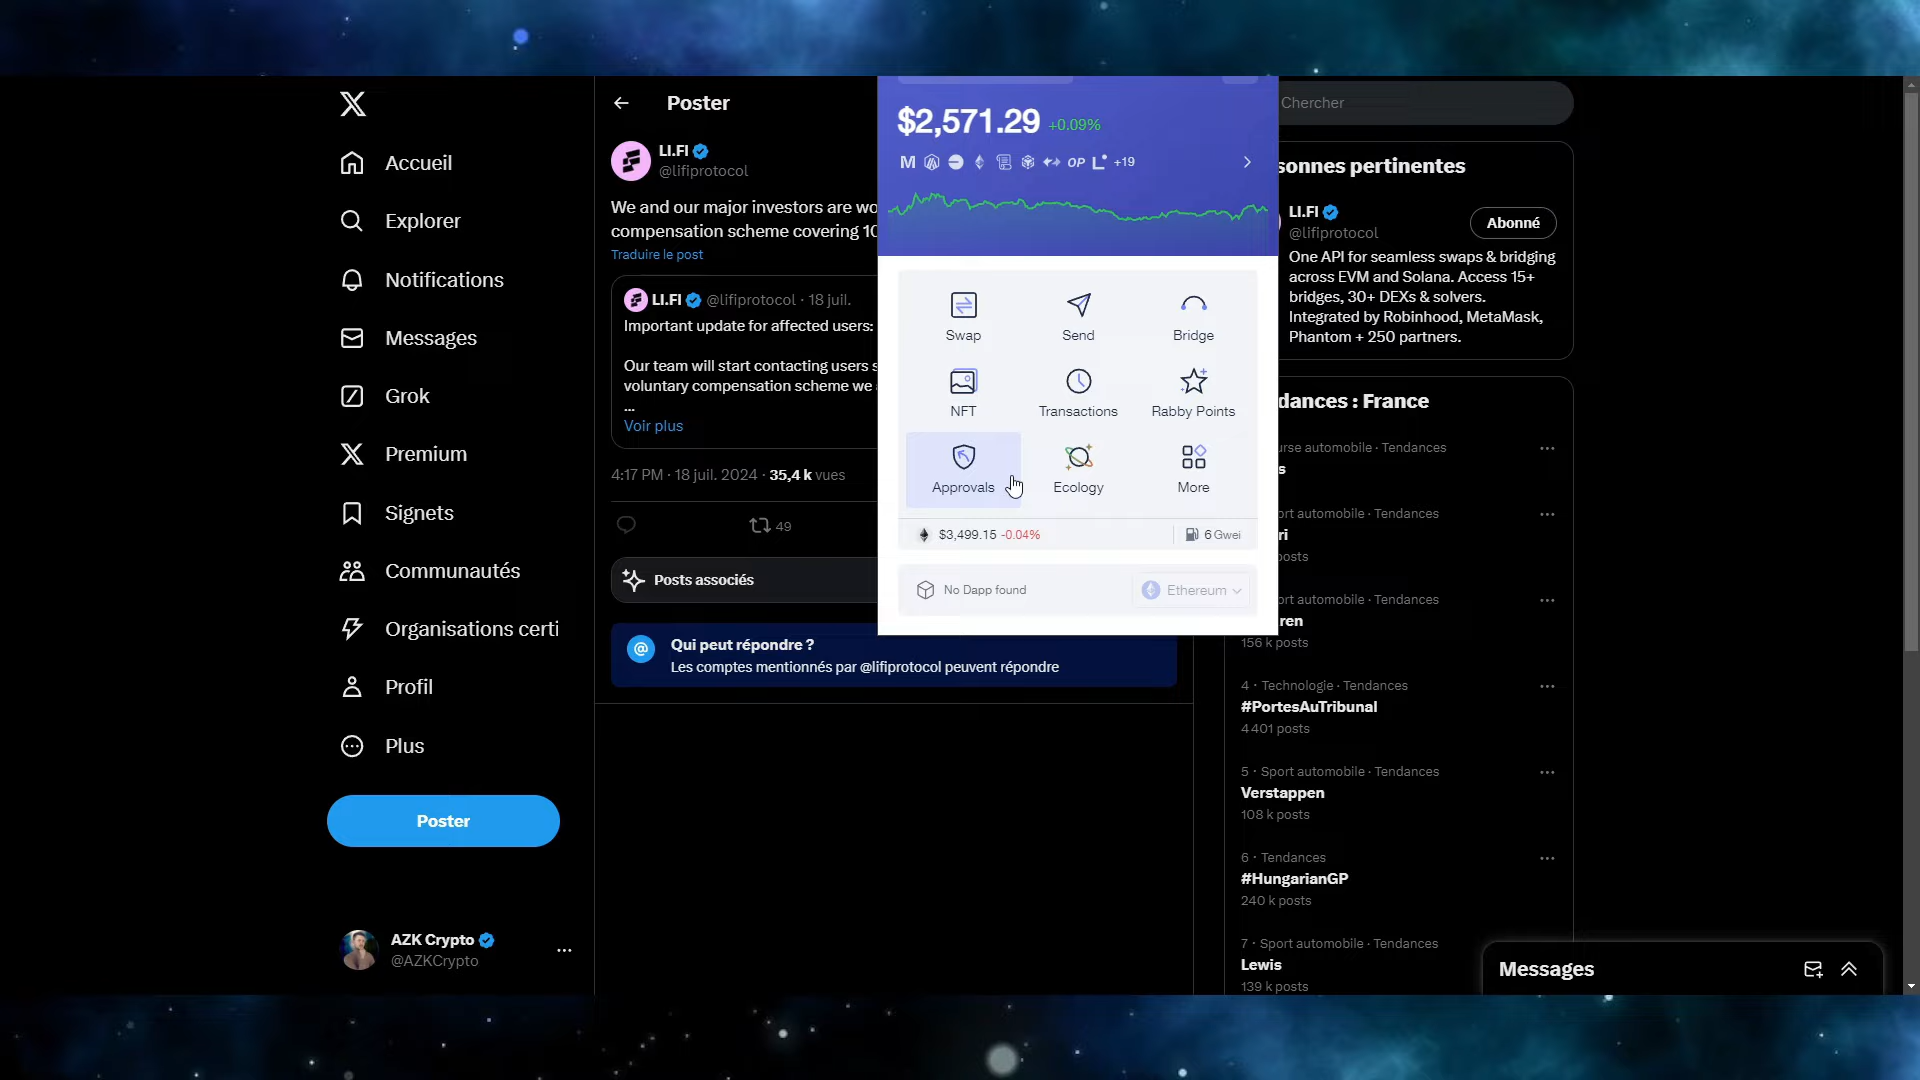 Accueil
Explorer
Notifications
Messages
Grok
Premium
Signets
Communautés
Organisations certi
Profil
Plus
Poster
AZK Crypto
@AZKCrypto
Poster
LI.FI
@lifiprotocol
We and our major investors are wo
compensation scheme covering 10
Traduire le post
LI.FI @lifiprotocol · 18 juil.
Important update for affected users:
Our team will start contacting users s
voluntary compensation scheme we
...
Voir plus
4:17 PM · 18 juil. 2024 · 35,4 k vues
49
Posts associés
Qui peut répondre ?
Les comptes mentionnés par @lifiprotocol peuvent répondre
$2,571.29 +0.09%
OP +19
Swap
Send
Bridge
NFT
Transactions
Rabby Points
Approvals
Ecology
More
$3,499.15 -0.04%
6 Gwei
No Dapp found
Ethereum
Chercher
sonnes pertinentes
LI.FI
@lifiprotocol
Abonné
One API for seamless swaps & bridging
across EVM and Solana. Access 15+
bridges, 30+ DEXs & solvers.
Integrated by Robinhood, MetaMask,
Phantom + 250 partners.
dances : France
urse automobile · Tendances
s
ort automobile · Tendances
ri
posts
ort automobile · Tendances
ren
156 k posts
4 · Technologie · Tendances
#PortesAuTribunal
4 401 posts
5 · Sport automobile · Tendances
Verstappen
108 k posts
6 · Tendances
#HungarianGP
240 k posts
7 · Sport automobile · Tendances
Lewis
139 k posts
Messages